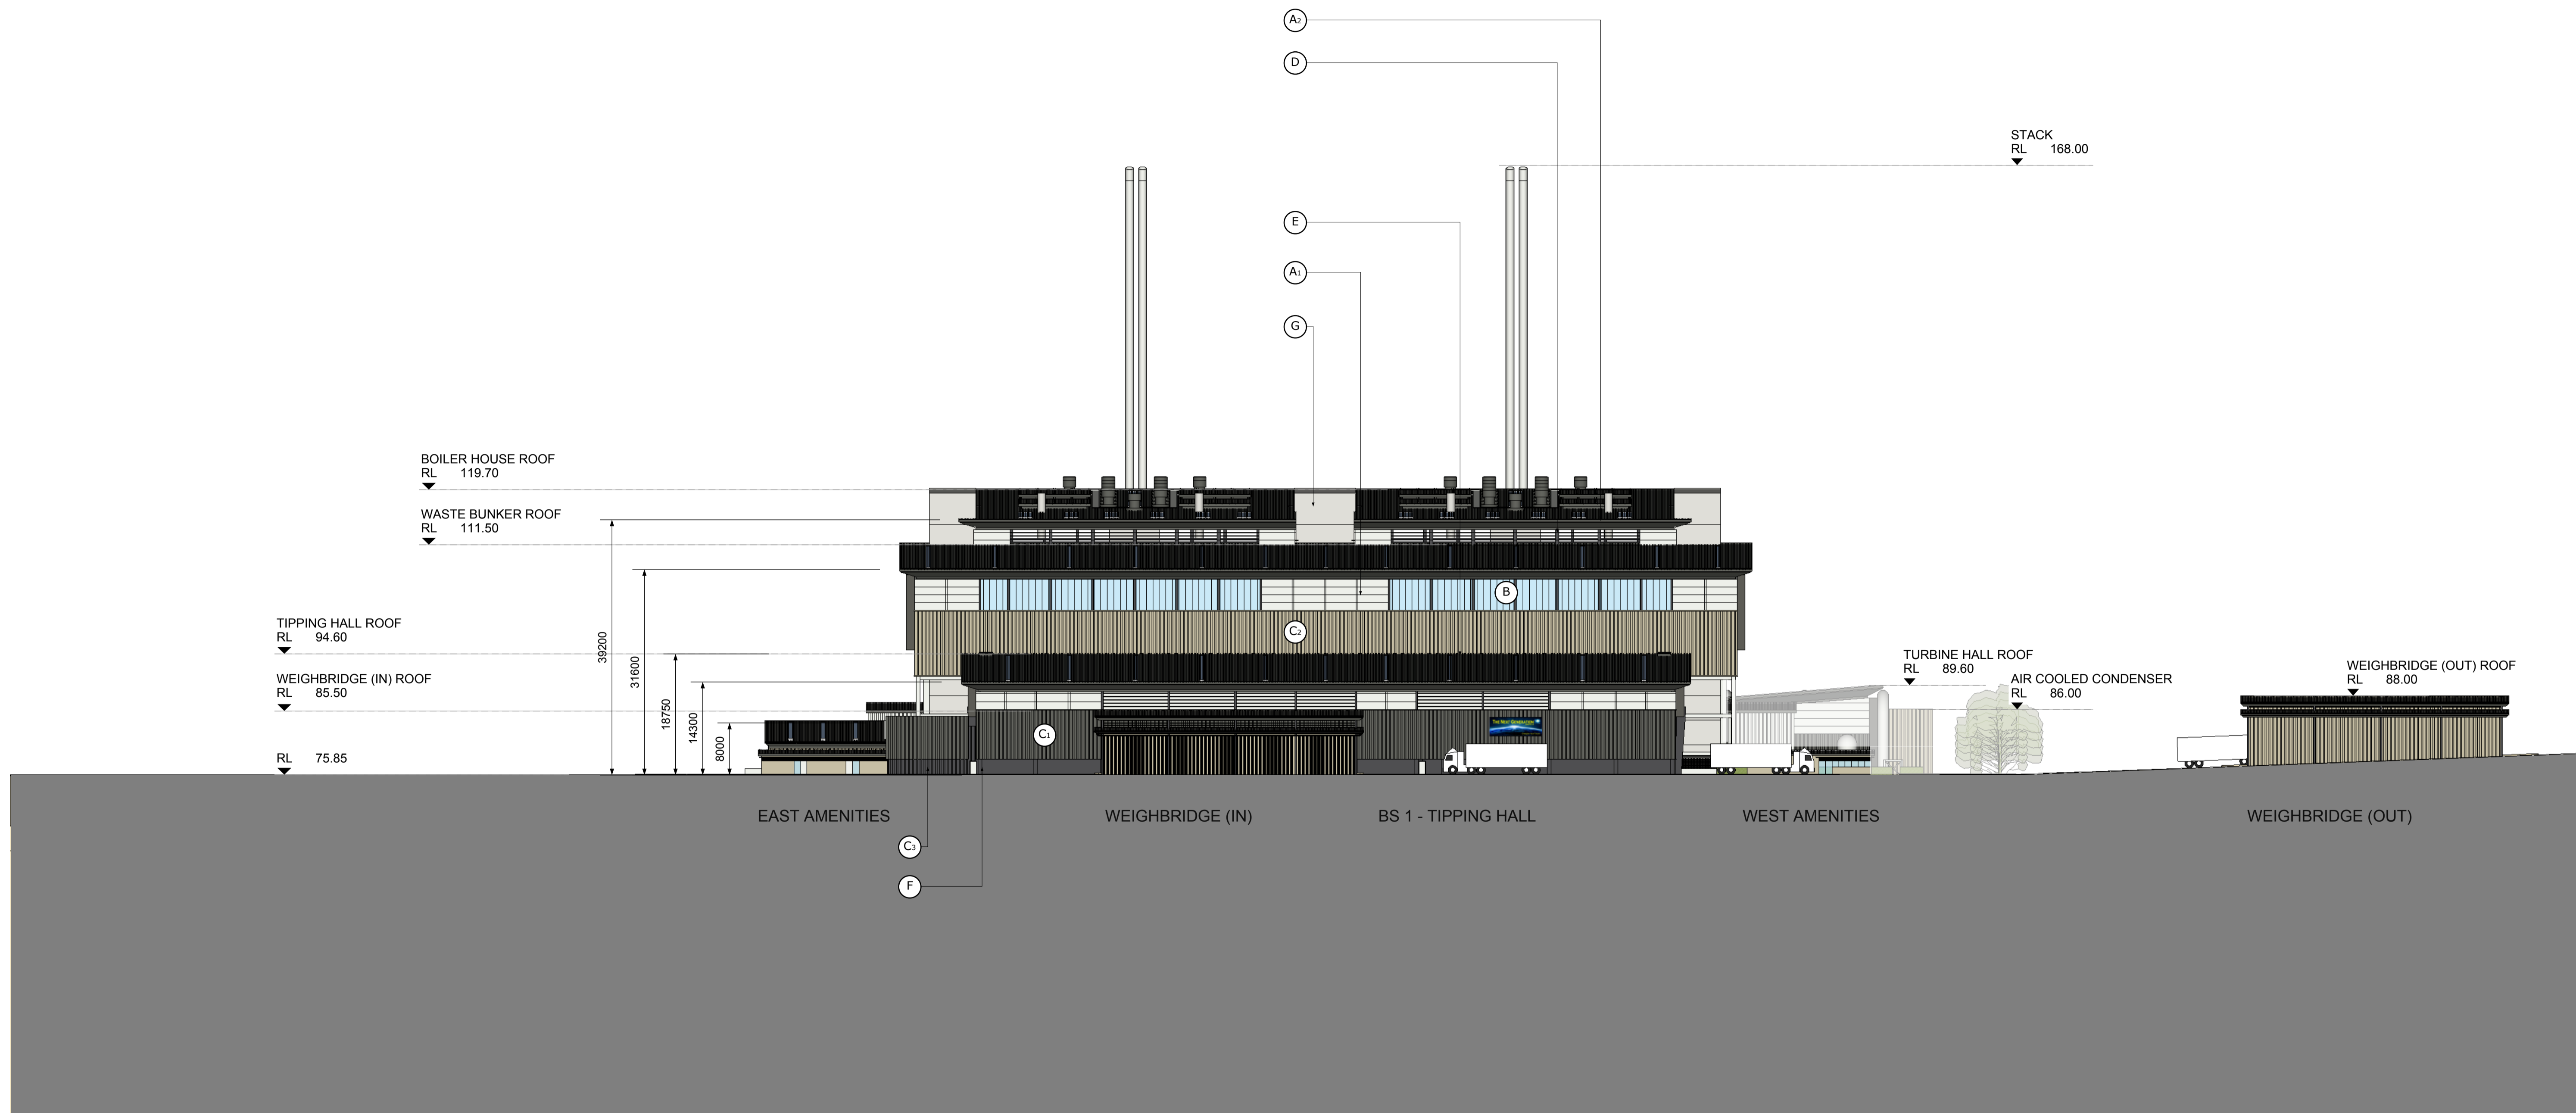 A2
D
STACK
RL 168.00
E
A1
G
BOILER HOUSE ROOF
RL 119.70
WASTE BUNKER ROOF
RL 111.50
B
TIPPING HALL ROOF
RL 94.60
C2
39200
31600
18750
14300
8000
TURBINE HALL ROOF
RL 89.60
WEIGHBRIDGE (OUT) ROOF
RL 88.00
WEIGHBRIDGE (IN) ROOF
RL 85.50
AIR COOLED CONDENSER
RL 86.00
THE NEXT GENERATION
C1
RL 75.85
EAST AMENITIES
WEIGHBRIDGE (IN)
BS 1 - TIPPING HALL
WEST AMENITIES
WEIGHBRIDGE (OUT)
C3
F